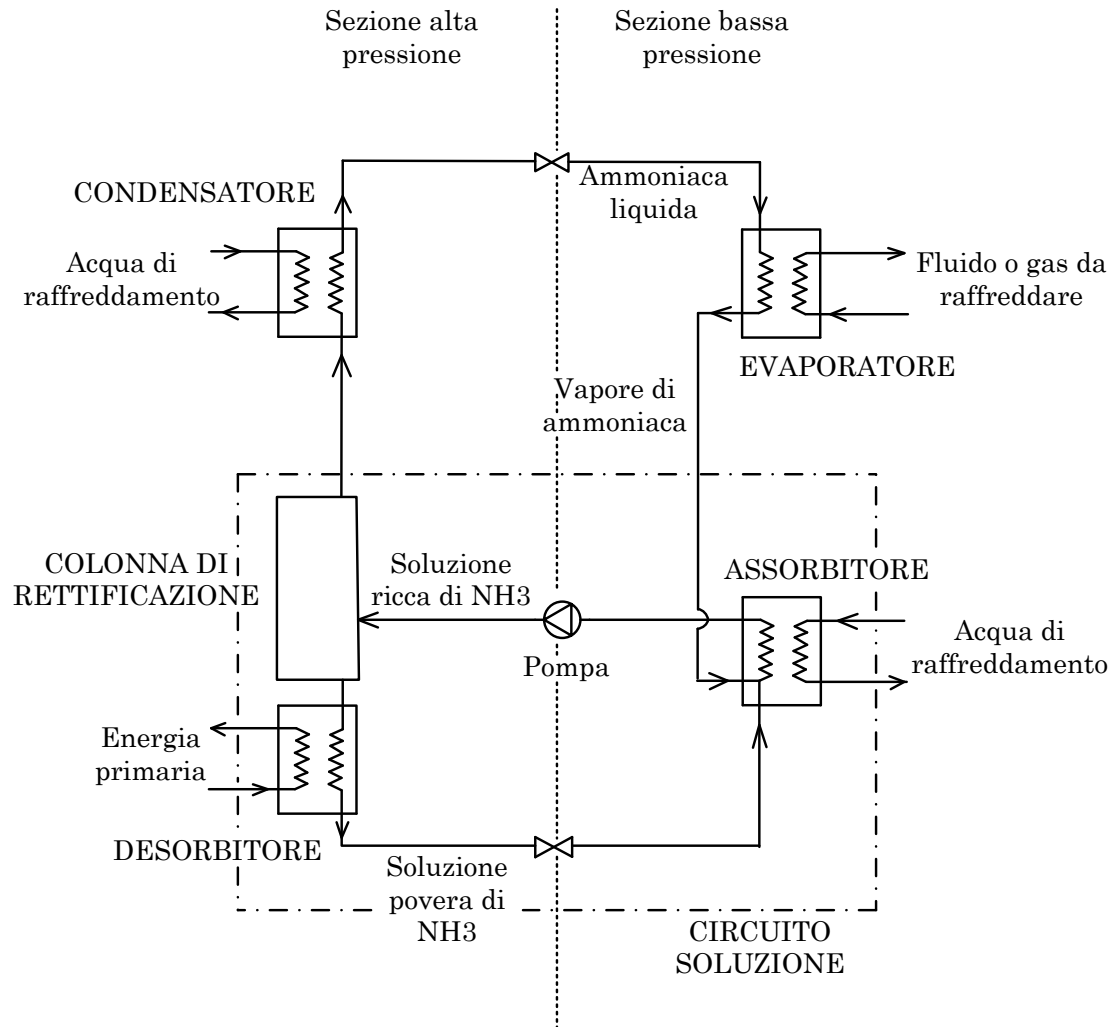 Sezione alta
pressione
Sezione bassa
pressione
CONDENSATORE
Acqua di
raffreddamento
Ammoniaca
liquida
Fluido o gas da
raffreddare
EVAPORATORE
Vapore di
ammoniaca
COLONNA DI
RETTIFICAZIONE
Soluzione
ricca di NH3
Pompa
ASSORBITORE
Acqua di
raffreddamento
Energia
primaria
DESORBITORE
Soluzione
povera di
NH3
CIRCUITO
SOLUZIONE